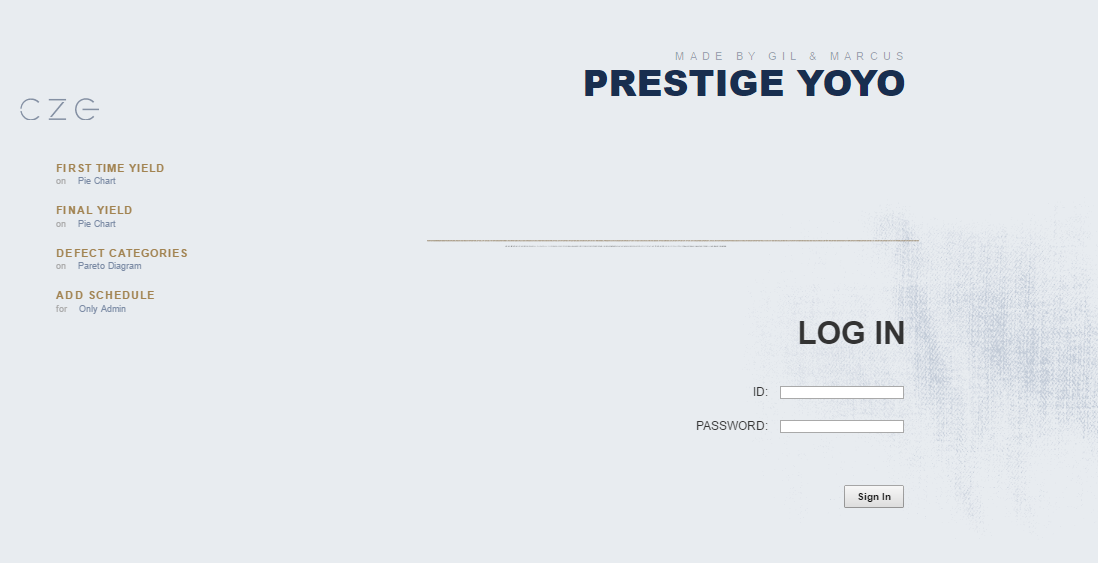 MADE BY GIL & MARCUS
PRESTIGE YOYO
CZE
FIRST TIME YIELD
on Pie Chart
FINAL YIELD
on Pie Chart
DEFECT CATEGORIES
on Pareto Diagram
ADD SCHEDULE
for Only Admin
LOG IN
ID:
PASSWORD:
Sign In